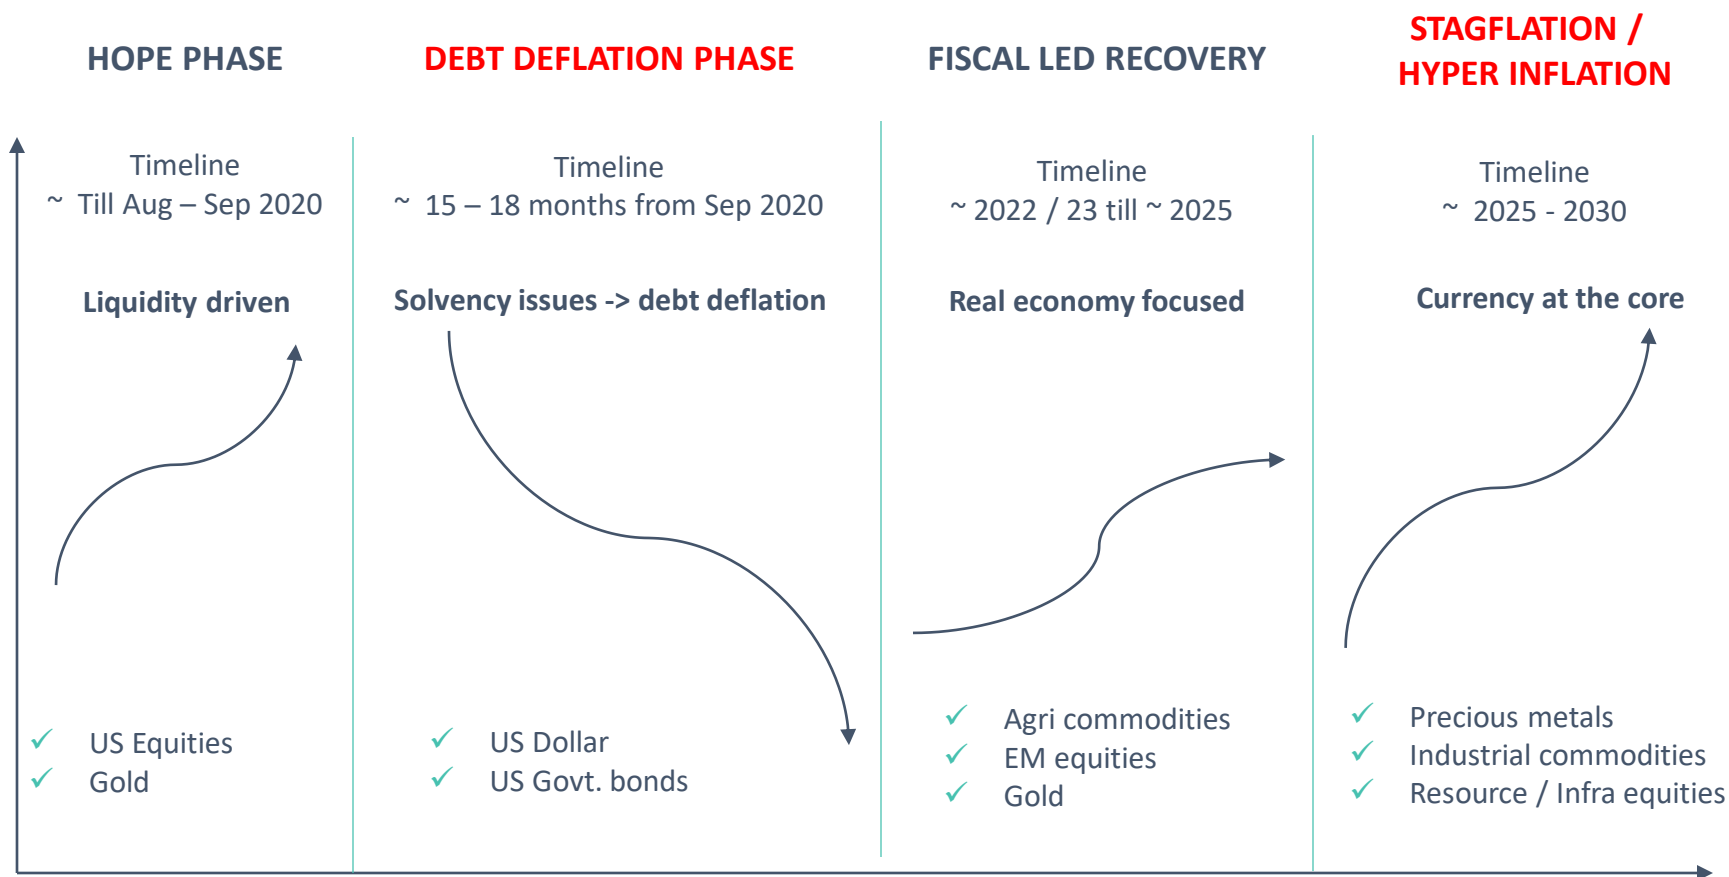 HOPE PHASE
Timeline
~ Till Aug – Sep 2020
Liquidity driven
US Equities
Gold
DEBT DEFLATION PHASE
Timeline
~ 15 – 18 months from Sep 2020
Solvency issues -> debt deflation
US Dollar
US Govt. bonds
FISCAL LED RECOVERY
Timeline
~ 2022 / 23 till ~ 2025
Real economy focused
Agri commodities
EM equities
Gold
STAGFLATION /
HYPER INFLATION
Timeline
~ 2025 - 2030
Currency at the core
Precious metals
Industrial commodities
Resource / Infra equities